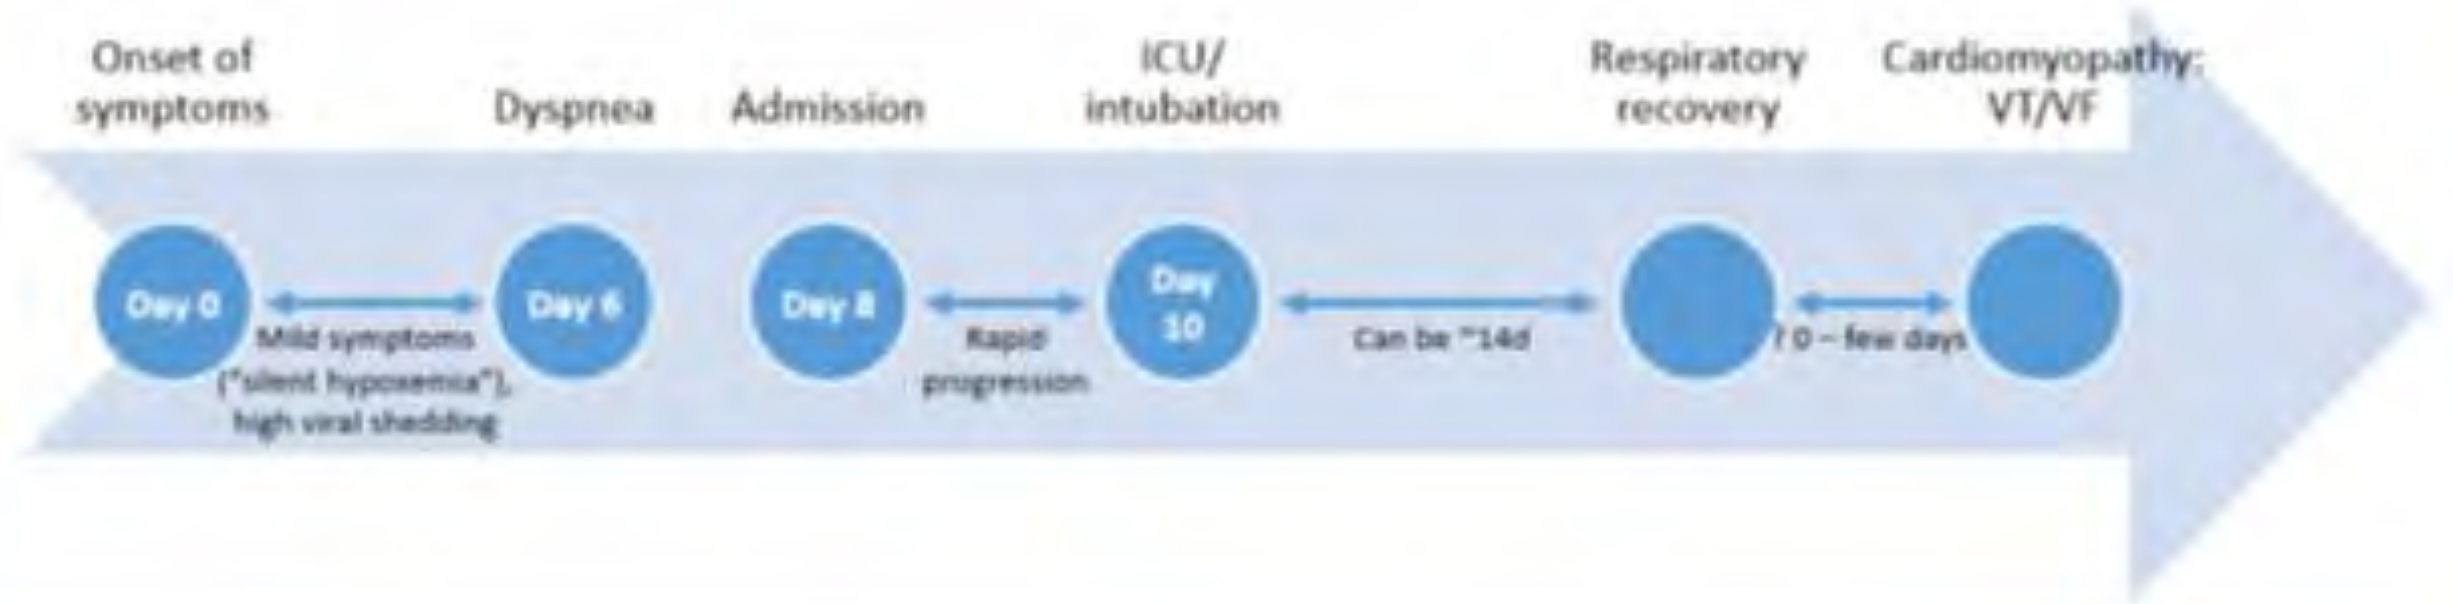 Onset of
symptoms
Dyspnea
Admission
ICU/
intubation
Respiratory
recovery
Cardiomyopathy:
VT/VF
Day 0
Mild symptoms
("silent hypoxemia"),
high viral shedding
Day 6
Day 8
Rapid
progression
Day
10
Can be ~14d
? 0 – few days